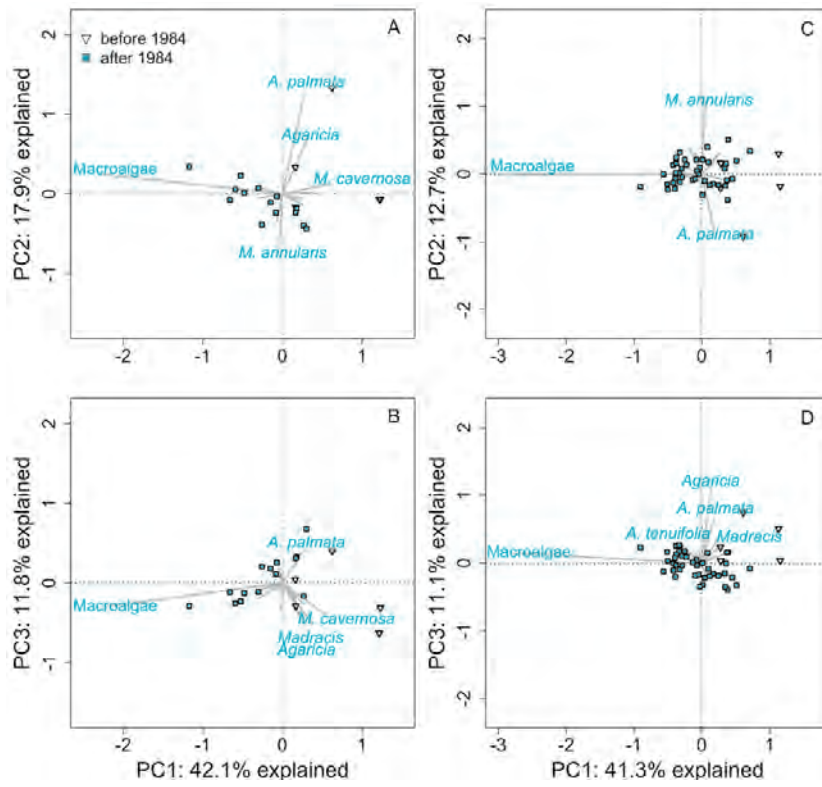 A
before 1984
after 1984
A. palmata
Agaricia
Macroalgae
M. cavernosa
M. annularis
PC2: 17.9% explained
2
1
0
-1
-2
-1
0
1
C
M. annularis
Macroalgae
A. palmata
PC2: 12.7% explained
2
1
0
-1
-2
-3
-2
-1
0
1
B
A. palmata
Macroalgae
M. cavernosa
Madracis
Agaricia
PC3: 11.8% explained
2
1
0
-1
-2
-1
0
1
PC1: 42.1% explained
D
Agaricia
A. palmata
A. tenuifolia
Madracis
Macroalgae
PC3: 11.1% explained
2
1
0
-1
-2
-3
-2
-1
0
1
PC1: 41.3% explained